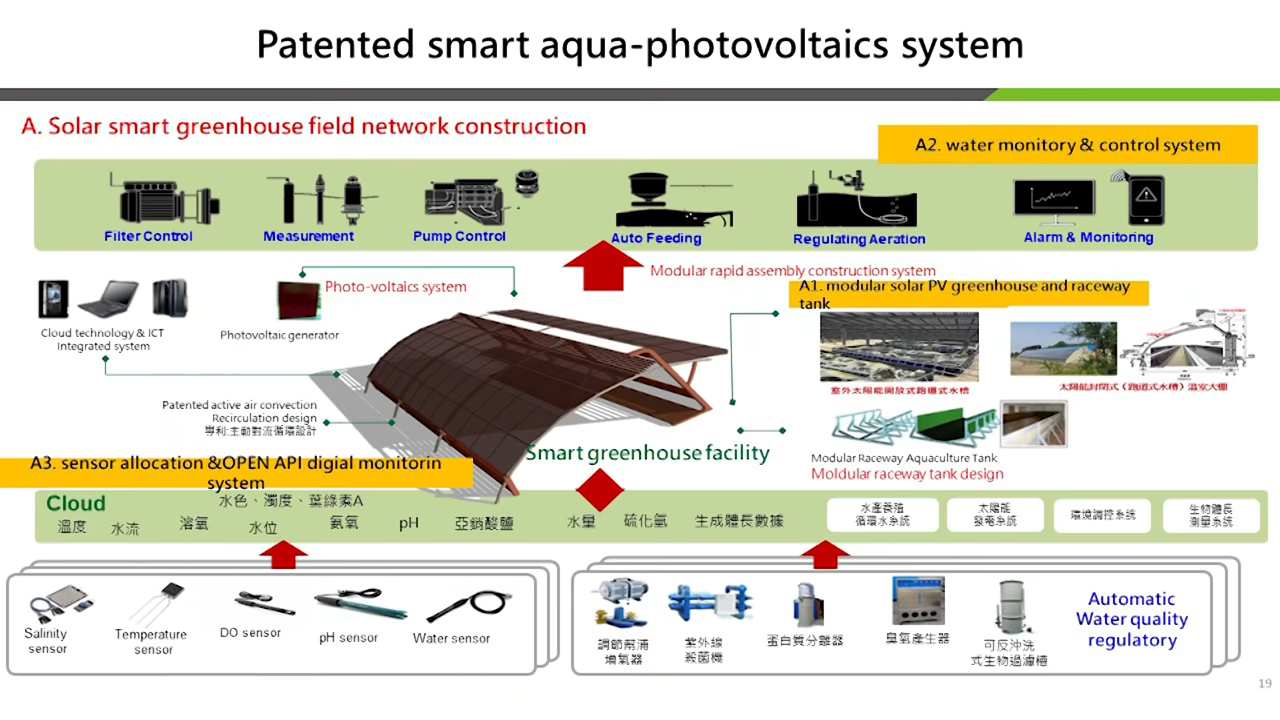 Patented smart aqua-photovoltaics system
A. Solar smart greenhouse field network construction
A2. water monitory & control system
Filter Control
Measurement
Pump Control
Auto Feeding
Regulating Aeration
Alarm & Monitoring
Modular rapid assembly construction system
Photo-voltaics system
A1. modular solar PV greenhouse and raceway
tank
Cloud technology & ICT
Integrated system
Photovoltaic generator
室外太陽能開放式跑道式水槽
太陽能封閉式(跑道式水槽)溫室大棚
Patented active air convection
Recirculation design
專利:主動對流循環設計
Smart greenhouse facility
Modular Raceway Aquaculture Tank
Moldular raceway tank design
A3. sensor allocation &OPEN API digial monitorin
system
Cloud
水色、濁度、葉綠素A
溫度
水流
溶氧
水位
氨氧
pH
亞銷酸鹽
水量
硫化氫
生成體長數據
水產養殖
循環水系統
太陽能
發電系統
環境調控系統
生物體長
測量系統
Salinity
sensor
Temperature
sensor
DO sensor
pH sensor
Water sensor
調節幫浦
增氧器
紫外線
殺菌機
蛋白質分離器
臭氧產生器
可反沖洗
式生物過濾槽
Automatic
Water quality
regulatory
19